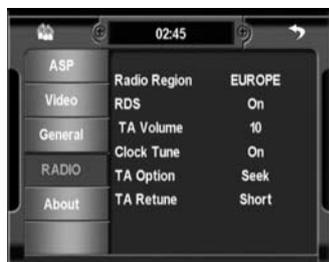 02:45
ASP
Video
General
RADIO
About
Radio Region EUROPE
RDS On
TA Volume 10
Clock Tune On
TA Option Seek
TA Retune Short